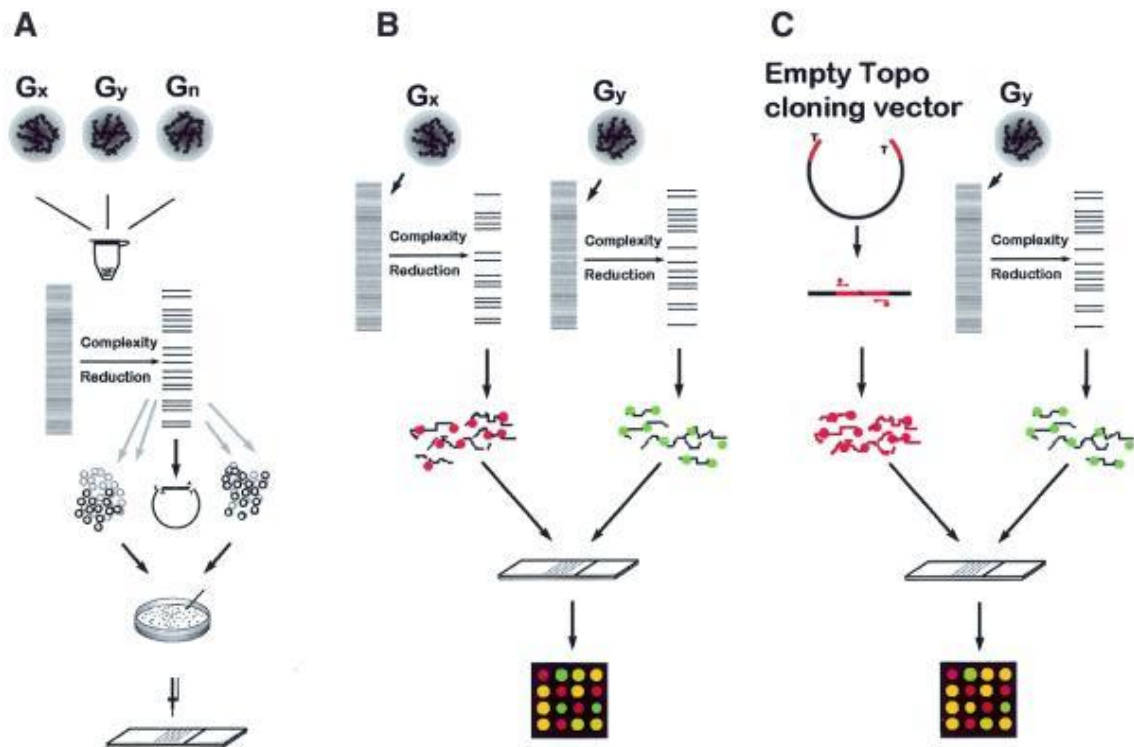 A
Gx Gy Gn
Complexity
Reduction
B
Gx
Gy
Complexity
Reduction
Complexity
Reduction
C
Empty Topo
cloning vector
Gy
T
T
Complexity
Reduction